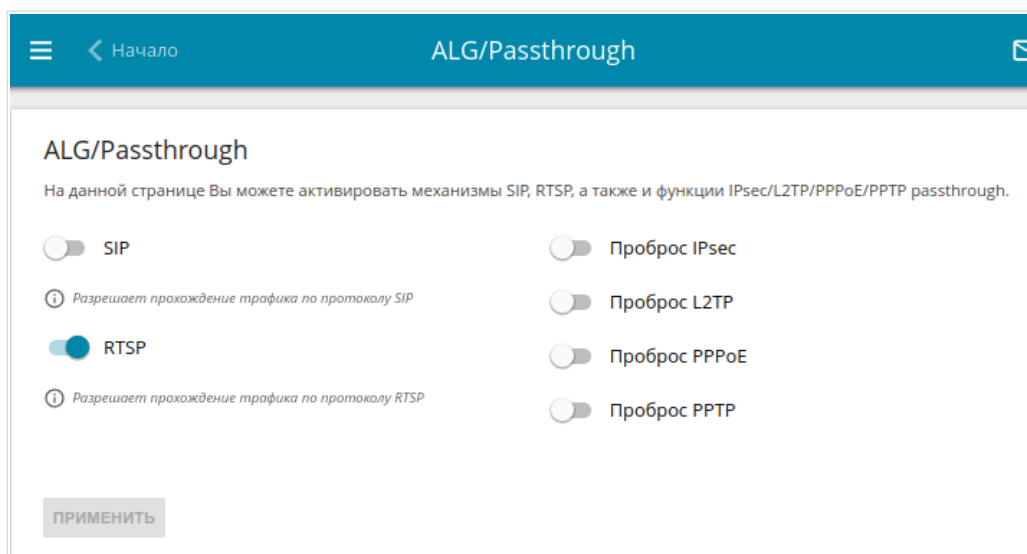 Начало
ALG/Passthrough
ALG/Passthrough
На данной странице Вы можете активировать механизмы SIP, RTSP, а также и функции IPsec/L2TP/PPPoE/PPTP passthrough.
SIP
Разрешает прохождение трафика по протоколу SIP
RTSP
Разрешает прохождение трафика по протоколу RTSP
Проброс IPsec
Проброс L2TP
Проброс PPPoE
Проброс PPTP
ПРИМЕНИТЬ